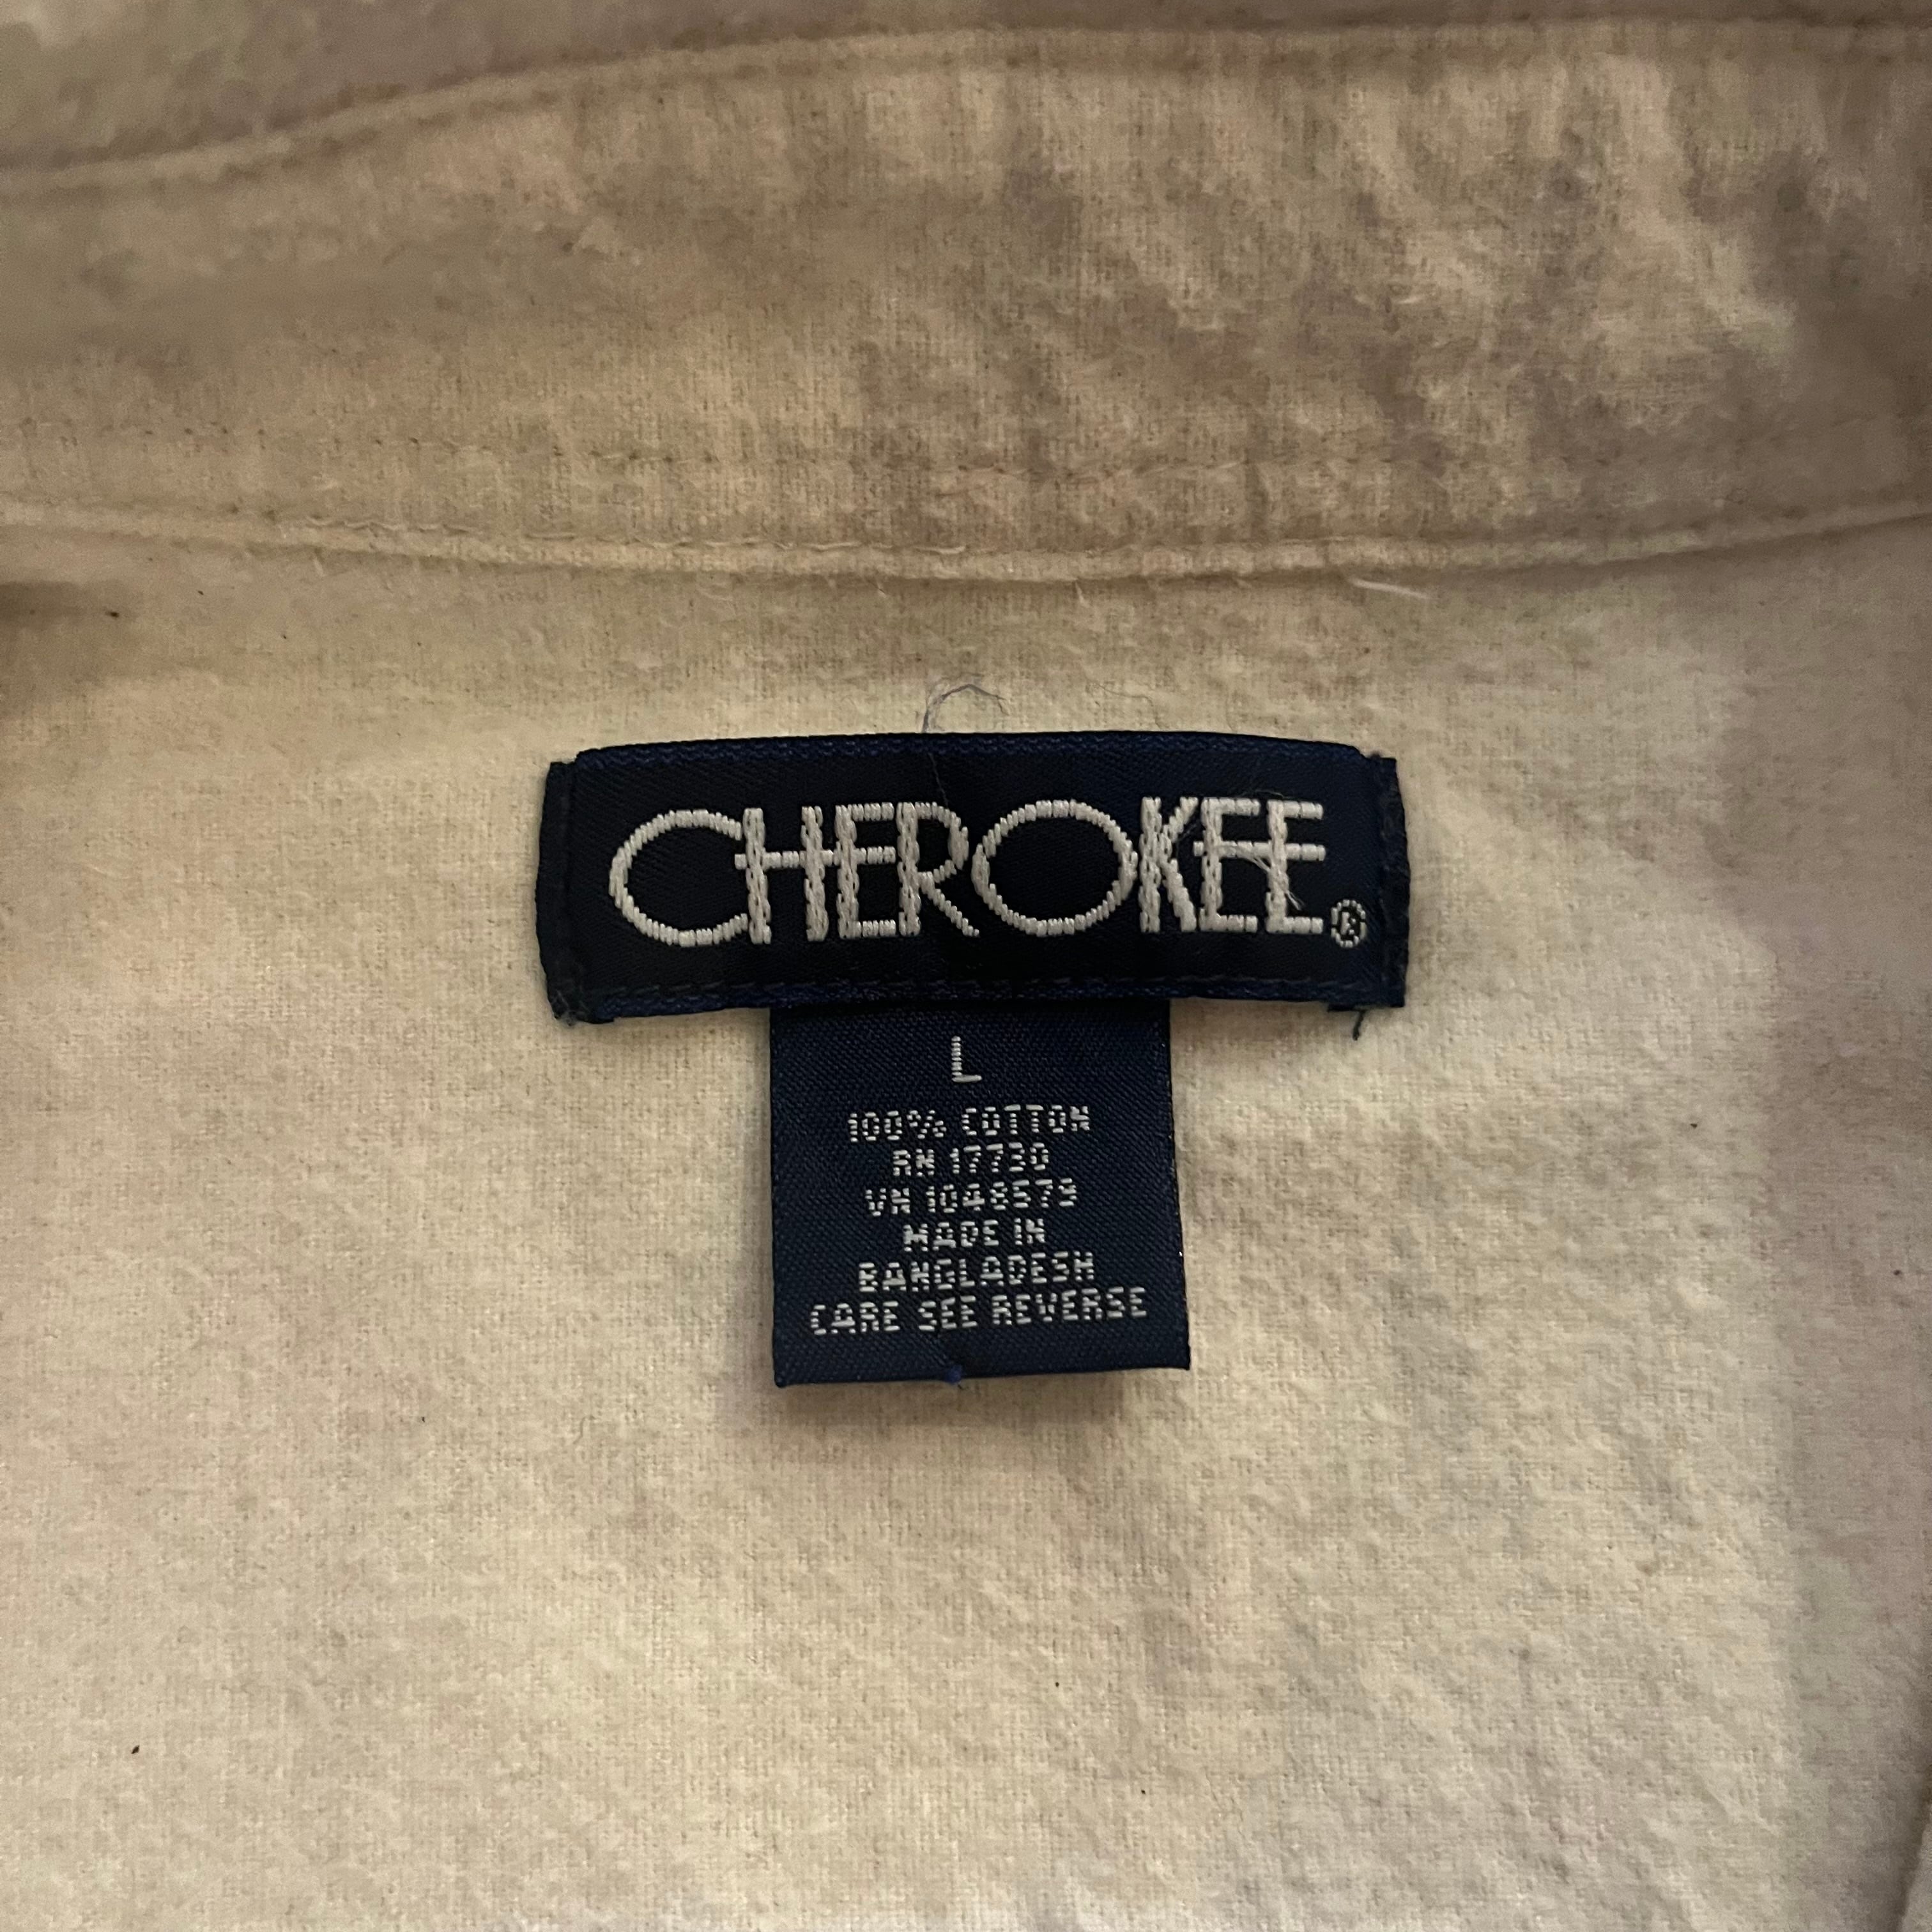 CHEROKEE®
L
100% COTTON
RN 17730
VN 1048579
MADE IN
BANGLADESH
CARE SEE REVERSE